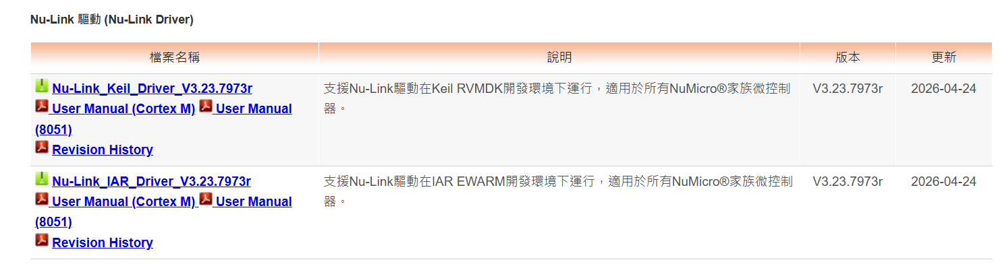 Nu-Link 驅動 (Nu-Link Driver)
檔案名稱 說明 版本 更新
Nu-Link_Keil_Driver_V3.23.7973r
User Manual (Cortex M) User Manual
(8051)
Revision History
支援Nu-Link驅動在Keil RVMDK開發環境下運行，適用於所有NuMicro®家族微控制
器。
V3.23.7973r
2026-04-24
Nu-Link_IAR_Driver_V3.23.7973r
User Manual (Cortex M) User Manual
(8051)
Revision History
支援Nu-Link驅動在IAR EWARM開發環境下運行，適用於所有NuMicro®家族微控制
器。
V3.23.7973r
2026-04-24